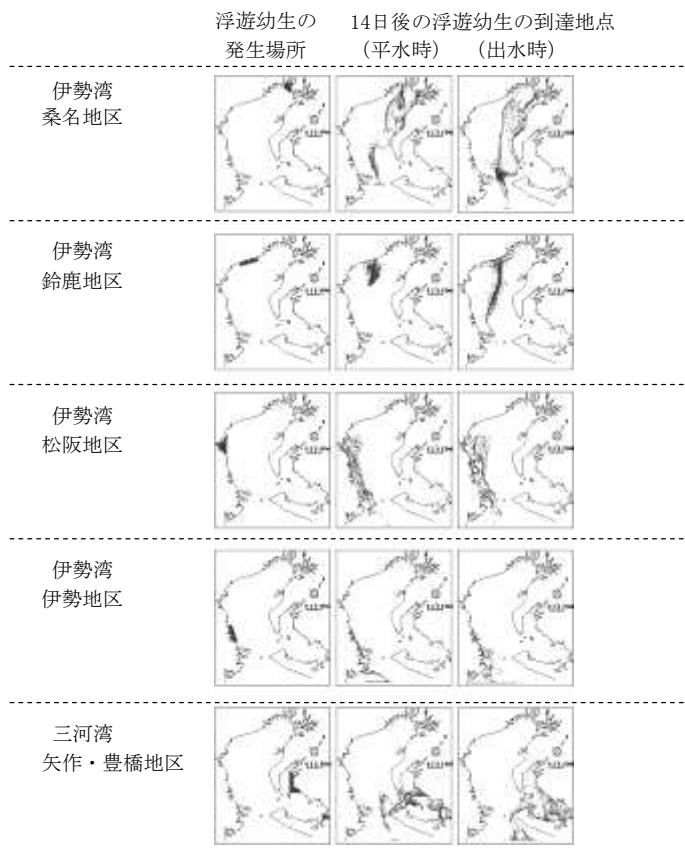 浮遊幼生の 14日後の浮遊幼生の到達地点
発生場所 （平水時） （出水時）
伊勢湾
桑名地区
伊勢湾
鈴鹿地区
伊勢湾
松阪地区
伊勢湾
伊勢地区
三河湾
矢作・豊橋地区